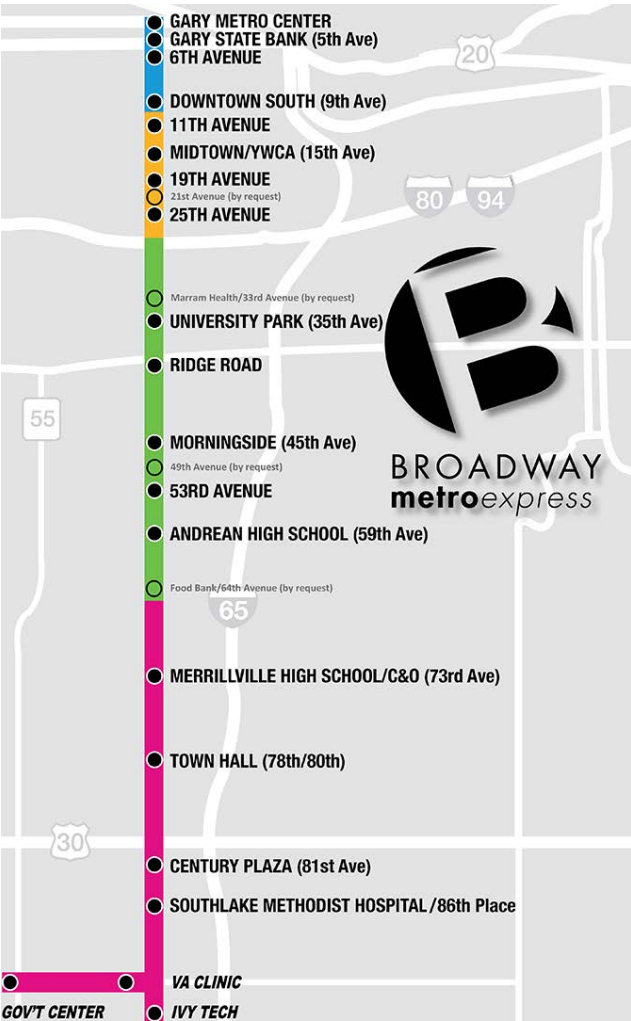 GARY METRO CENTER
GARY STATE BANK (5th Ave)
6TH AVENUE
20
DOWNTOWN SOUTH (9th Ave)
11TH AVENUE
MIDTOWN/YWCA (15th Ave)
19TH AVENUE
21st Avenue (by request)
80 94
25TH AVENUE
Marram Health/33rd Avenue (by request)
UNIVERSITY PARK (35th Ave)
B
RIDGE ROAD
55
MORNINGSIDE (45th Ave)
49th Avenue (by request)
BROADWAY
metroexpress
53RD AVENUE
ANDREAN HIGH SCHOOL (59th Ave)
Food Bank/64th Avenue (by request)
65
MERRILLVILLE HIGH SCHOOL/C&O (73rd Ave)
TOWN HALL (78th/80th)
30
CENTURY PLAZA (81st Ave)
SOUTHLAKE METHODIST HOSPITAL/86th Place
VA CLINIC
GOV'T CENTER
IVY TECH